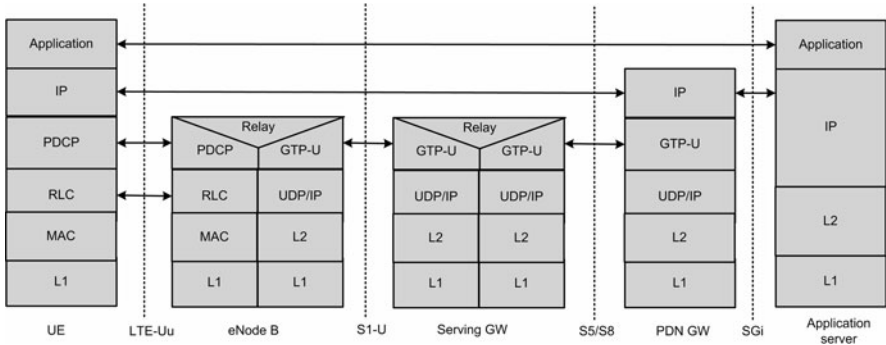 Application
Application
IP
IP
IP
Relay
Relay
PDCP
PDCP
GTP-U
GTP-U
GTP-U
GTP-U
RLC
RLC
UDP/IP
UDP/IP
UDP/IP
UDP/IP
MAC
MAC
L2
L2
L2
L2
L2
L1
L1
L1
L1
L1
L1
L1
UE
LTE-Uu
eNode B
S1-U
Serving GW
S5/S8
PDN GW
SGi
Application
server